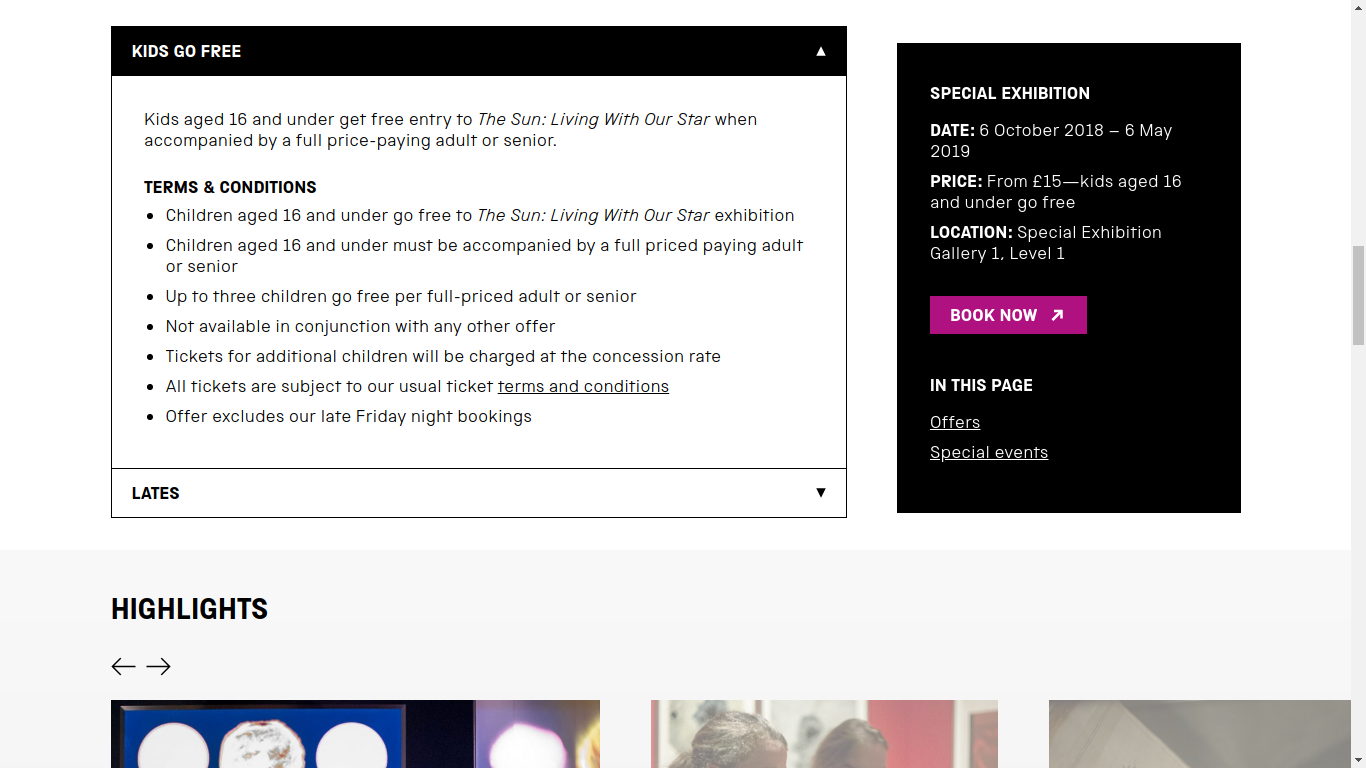 KIDS GO FREE ▲
Kids aged 16 and under get free entry to The Sun: Living With Our Star when
accompanied by a full price-paying adult or senior.
TERMS & CONDITIONS
• Children aged 16 and under go free to The Sun: Living With Our Star exhibition
• Children aged 16 and under must be accompanied by a full priced paying adult
or senior
• Up to three children go free per full-priced adult or senior
• Not available in conjunction with any other offer
• Tickets for additional children will be charged at the concession rate
• All tickets are subject to our usual ticket terms and conditions
• Offer excludes our late Friday night bookings
LATES ▼
SPECIAL EXHIBITION
DATE: 6 October 2018 – 6 May
2019
PRICE: From £15—kids aged 16
and under go free
LOCATION: Special Exhibition
Gallery 1, Level 1
BOOK NOW
IN THIS PAGE
Offers
Special events
HIGHLIGHTS